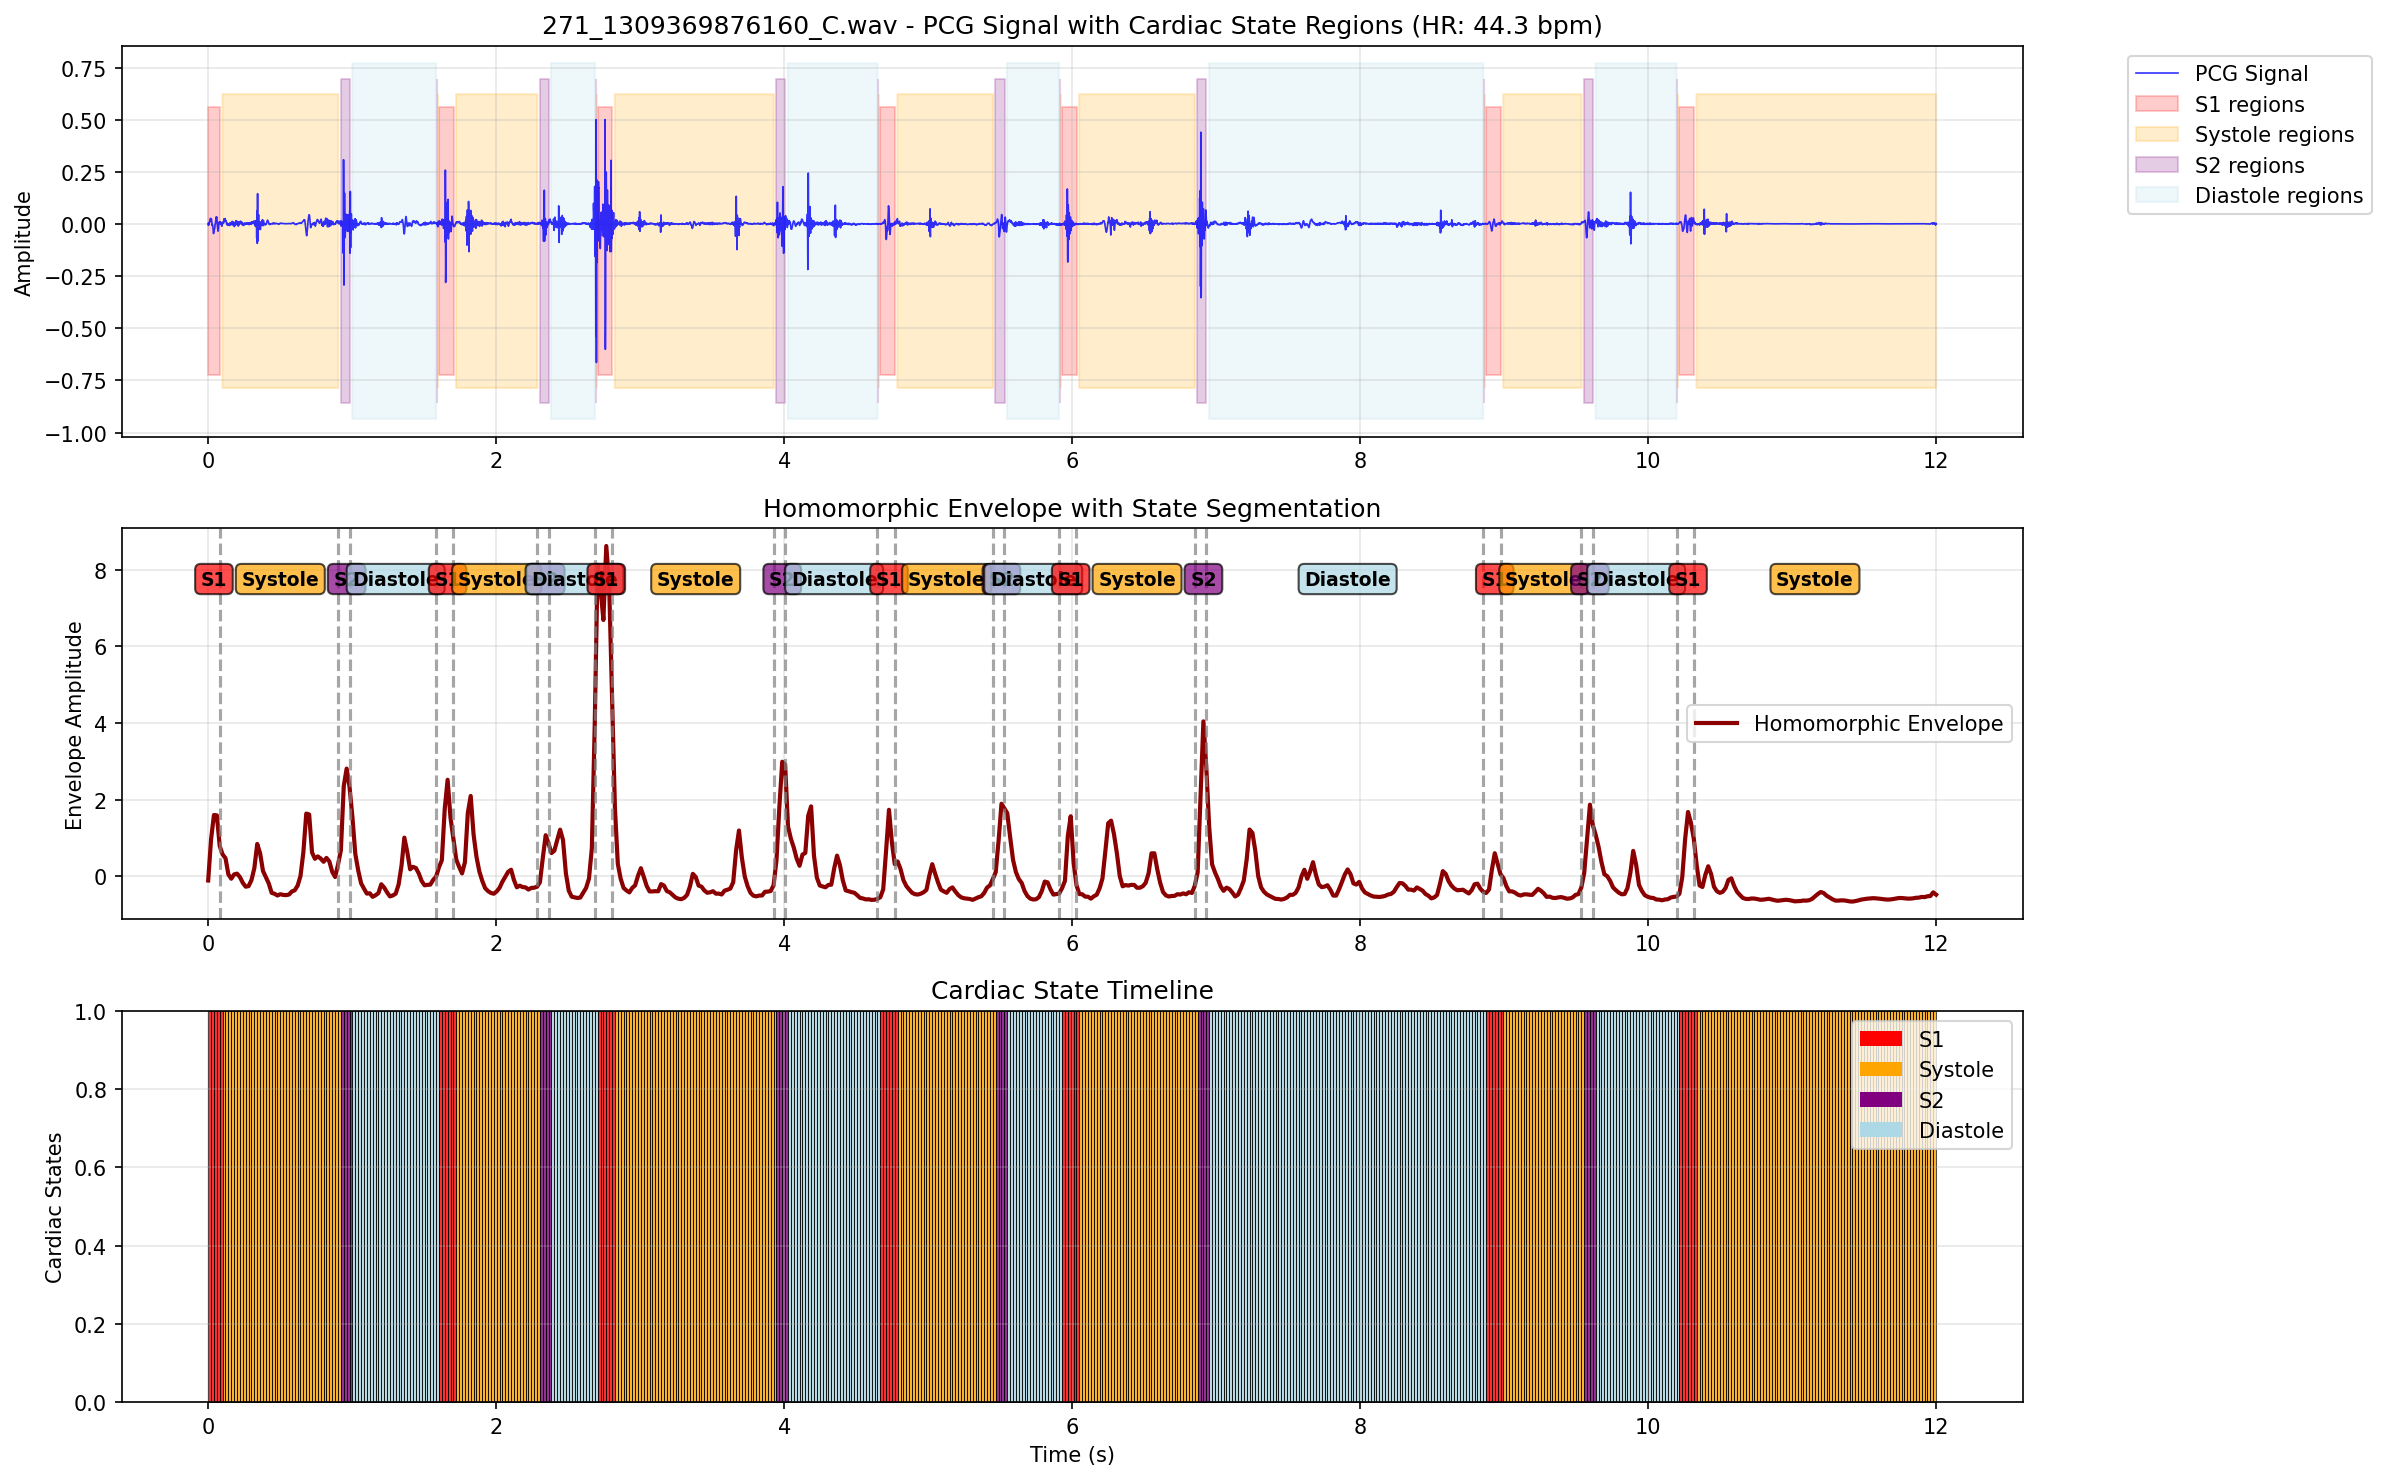 271_1309369876160_C.wav - PCG Signal with Cardiac State Regions (HR: 44.3 bpm)
Amplitude
0.75
0.50
0.25
0.00
−0.25
−0.50
−0.75
−1.00
0 2 4 6 8 10 12
PCG Signal
S1 regions
Systole regions
S2 regions
Diastole regions
Homomorphic Envelope with State Segmentation
Envelope Amplitude
8
6
4
2
0
S1 Systole S2 Diastole S1 Systole Diastole S1 Systole S2 Diastole S1 Systole Diastole S1 Systole S2 Diastole S1 Systole S2 Diastole S1 Systole
Homomorphic Envelope
0 2 4 6 8 10 12
Cardiac State Timeline
Cardiac States
1.0
0.8
0.6
0.4
0.2
0.0
S1
Systole
S2
Diastole
0 2 4 6 8 10 12
Time (s)